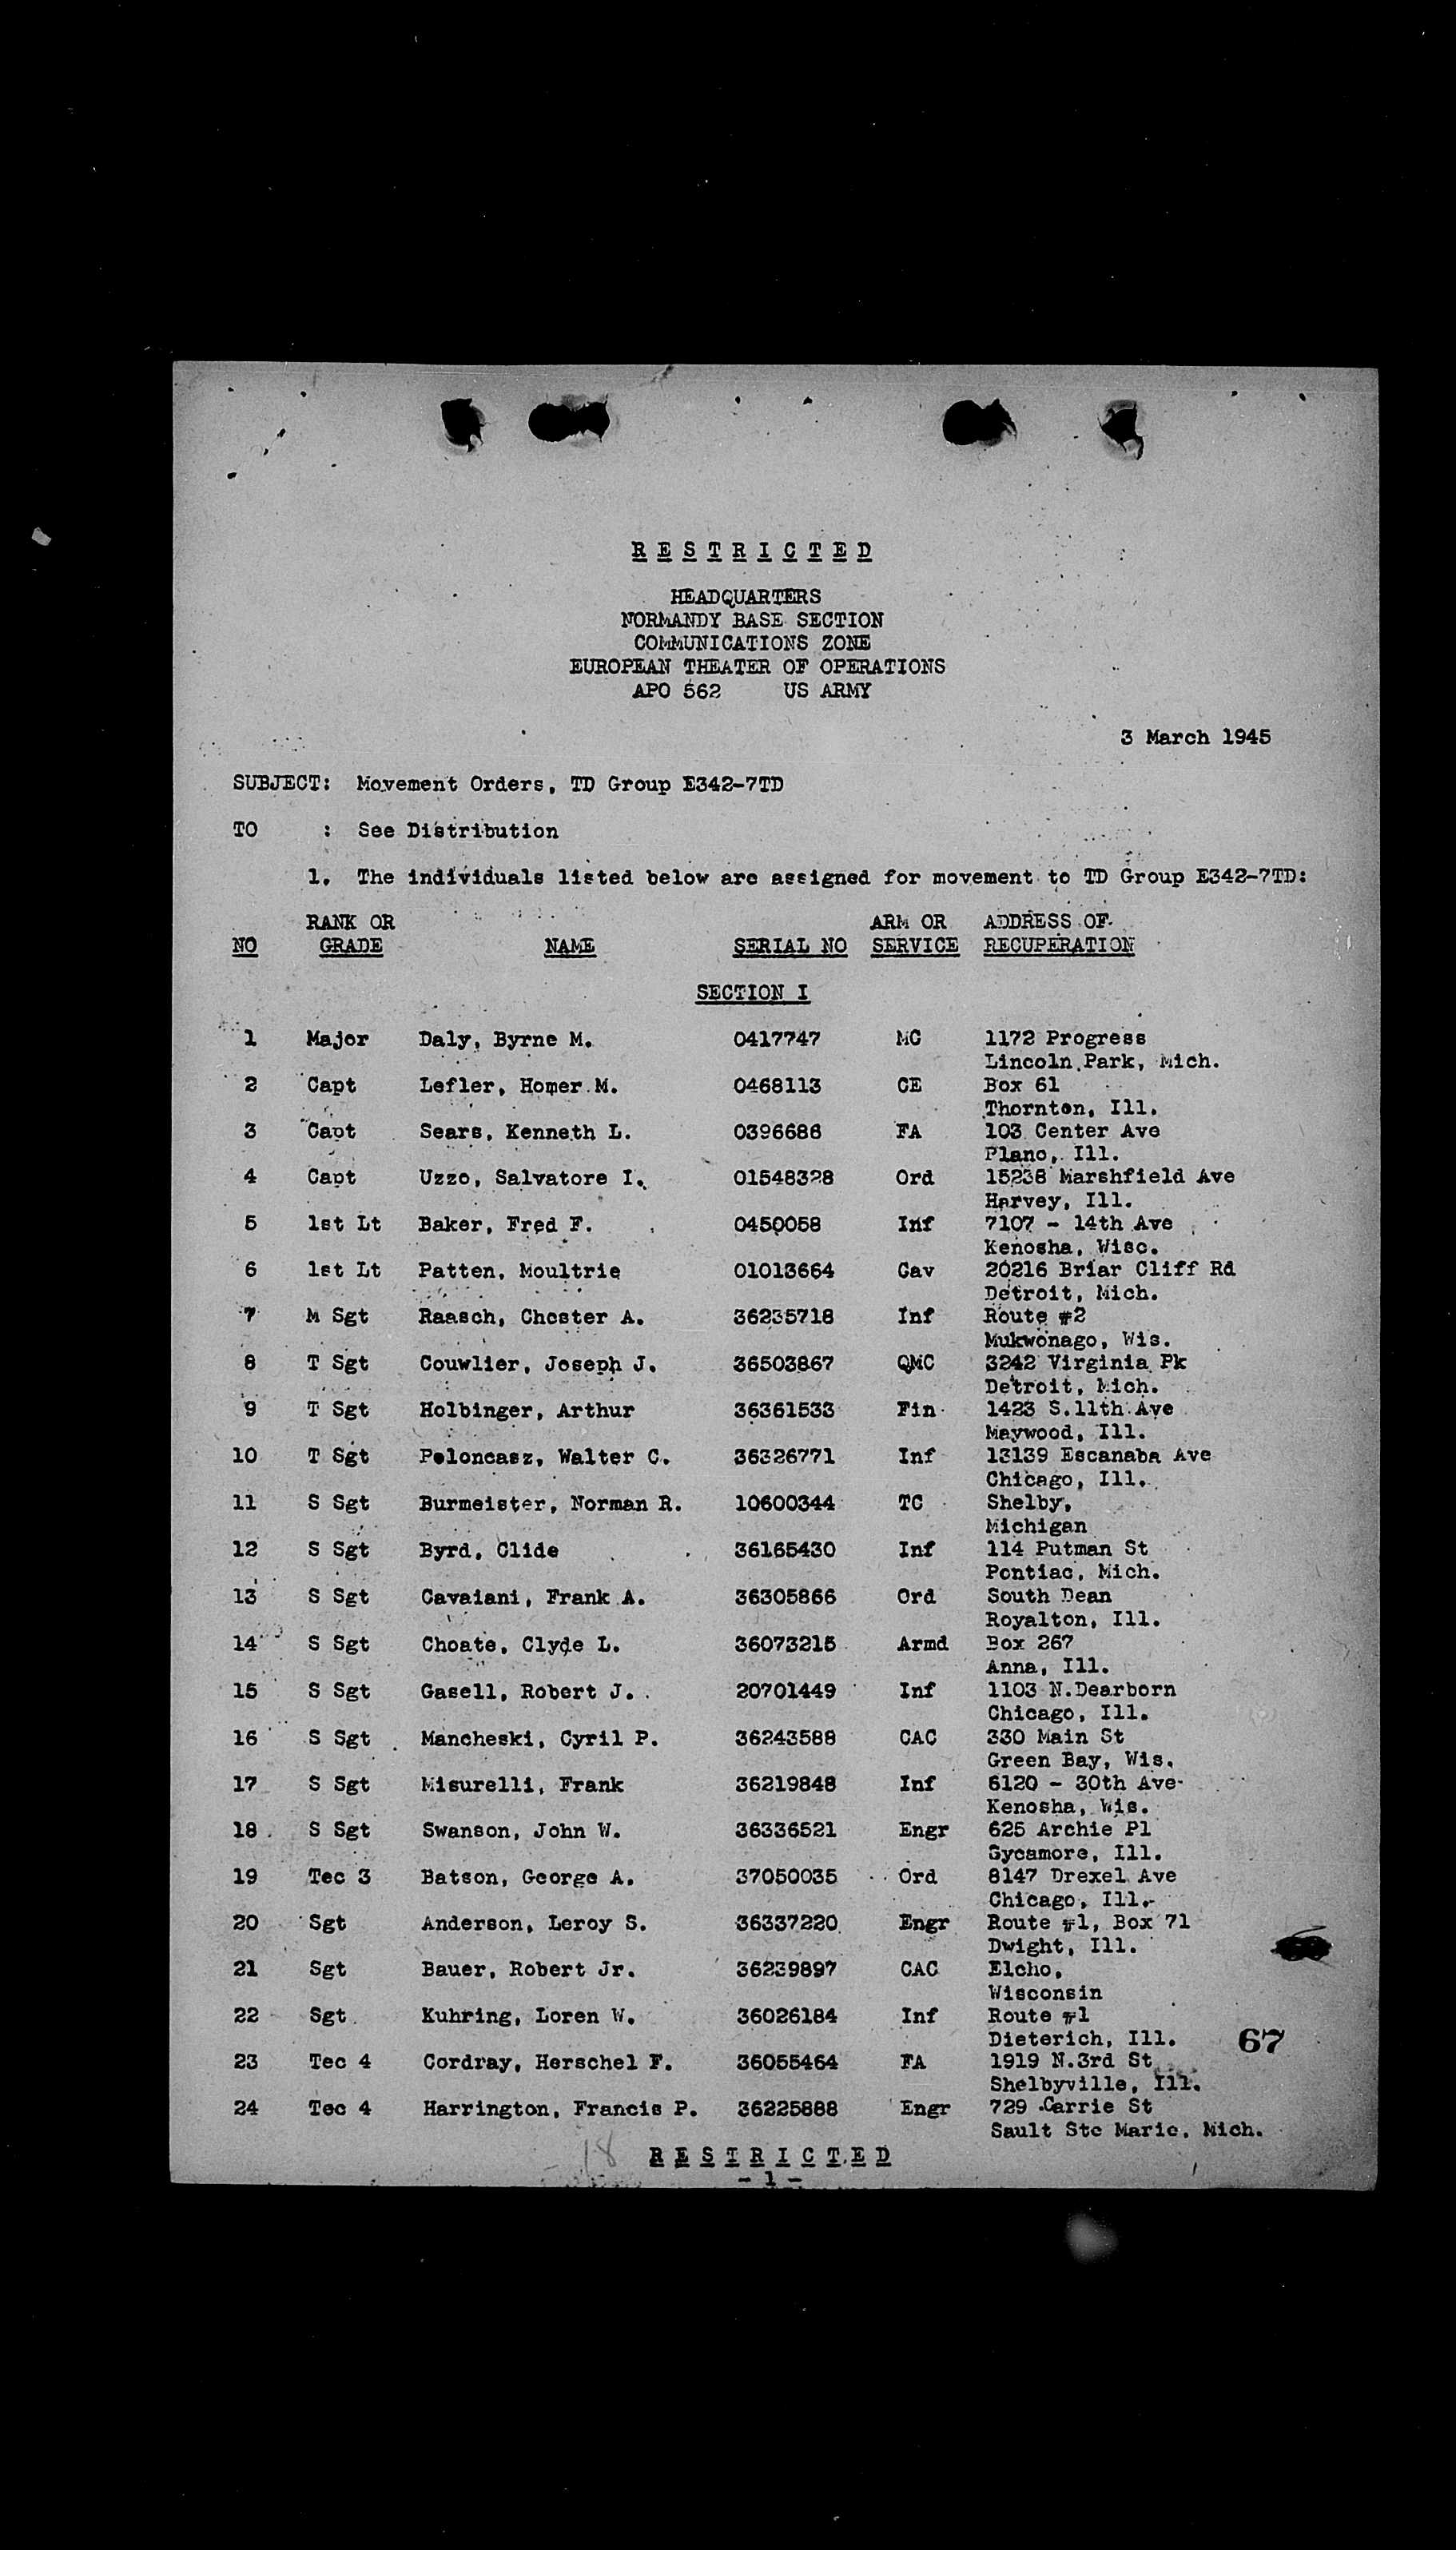 RESTRICTED
HEADQUARTERS
NORMANDY BASE SECTION
COMMUNICATIONS ZONE
EUROPEAN THEATER OF OPERATIONS
APO 562 US ARMY
3 March 1945
SUBJECT: Movement Orders, TD Group E342-7TD
TO : See Distribution
1. The individuals listed below are assigned for movement to TD Group E342-7TD:
RANK OR ARM OR ADDRESS OF
NO GRADE NAME SERIAL NO SERVICE RECUPERATION
SECTION I
1 Major Daly, Byrne M. 0417747 MC 1172 Progress
Lincoln Park, Mich.
2 Capt Lefler, Homer M. 0468113 CE Box 61
Thornton, Ill.
3 Capt Sears, Kenneth L. 0396686 FA 103 Center Ave
Plano, Ill.
4 Capt Uzzo, Salvatore I. 01548328 Ord 15238 Marshfield Ave
Harvey, Ill.
5 1st Lt Baker, Fred F. 0450058 Inf 7107 - 14th Ave
Kenosha, Wisc.
6 1st Lt Patten, Moultrie 01013664 Cav 20216 Briar Cliff Rd
Detroit, Mich.
7 M Sgt Raasch, Chester A. 36235718 Inf Route #2
Mukwonago, Wis.
8 T Sgt Couwlier, Joseph J. 36503867 QMC 3242 Virginia Pk
Detroit, Mich.
9 T Sgt Holbinger, Arthur 36361533 Fin 1423 S.11th Ave
Maywood, Ill.
10 T Sgt Poloncasz, Walter C. 36326771 Inf 13139 Escanaba Ave
Chicago, Ill.
11 S Sgt Burmeister, Norman R. 10600344 TC Shelby,
Michigan
12 S Sgt Byrd, Clide 36165430 Inf 114 Putman St
Pontiac, Mich.
13 S Sgt Cavaiani, Frank A. 36305866 Ord South Dean
Royalton, Ill.
14 S Sgt Choate, Clyde L. 36073215 Armd Box 267
Anna, Ill.
15 S Sgt Gasell, Robert J. 20701449 Inf 1103 N.Dearborn
Chicago, Ill.
16 S Sgt Mancheski, Cyril P. 36243588 CAC 330 Main St
Green Bay, Wis.
17 S Sgt Misurelli, Frank 36219848 Inf 6120 - 30th Ave
Kenosha, Wis.
18 S Sgt Swanson, John W. 36336521 Engr 625 Archie Pl
Sycamore, Ill.
19 Tec 3 Batson, George A. 37050035 Ord 8147 Drexel Ave
Chicago, Ill.
20 Sgt Anderson, Leroy S. 36337220 Engr Route #1, Box 71
Dwight, Ill.
21 Sgt Bauer, Robert Jr. 36239897 CAC Elcho,
Wisconsin
22 Sgt Kuhring, Loren W. 36026184 Inf Route #1
Dieterich, Ill.
67
23 Tec 4 Cordray, Herschel F. 36055464 FA 1919 N.3rd St
Shelbyville, Ill.
24 Tec 4 Harrington, Francis P. 36225888 Engr 729 Carrie St
Sault Ste Marie, Mich.
18
RESTRICTED
- 1 -